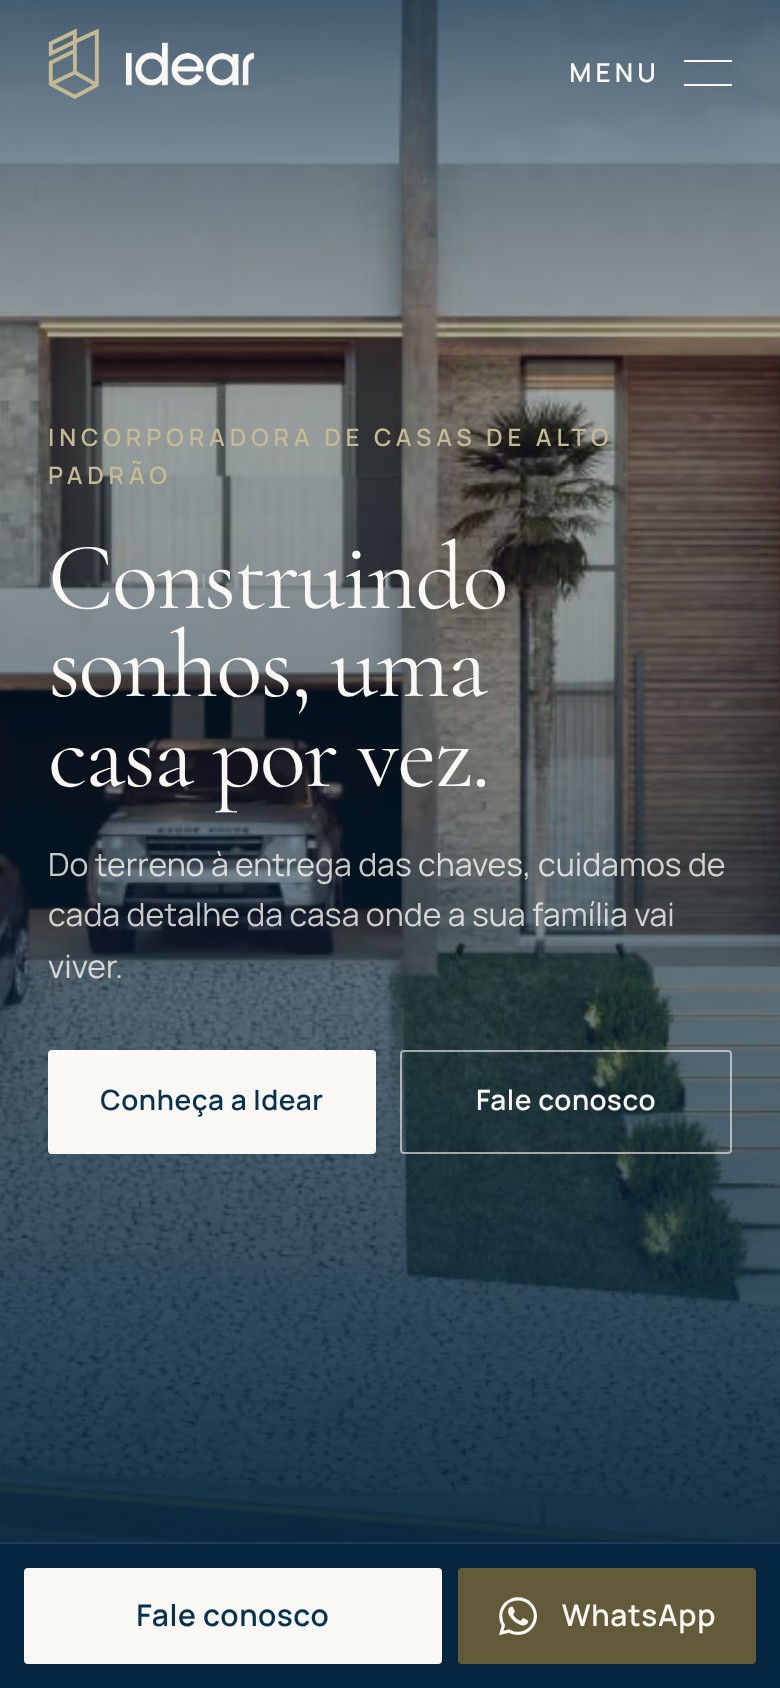 idear
MENU
INCORPORADORA DE CASAS DE ALTO
PADRÃO
Construindo
sonhos, uma
casa por vez.
Do terreno à entrega das chaves, cuidamos de
cada detalhe da casa onde a sua família vai
viver.
Conheça a Idear
Fale conosco
Fale conosco
WhatsApp